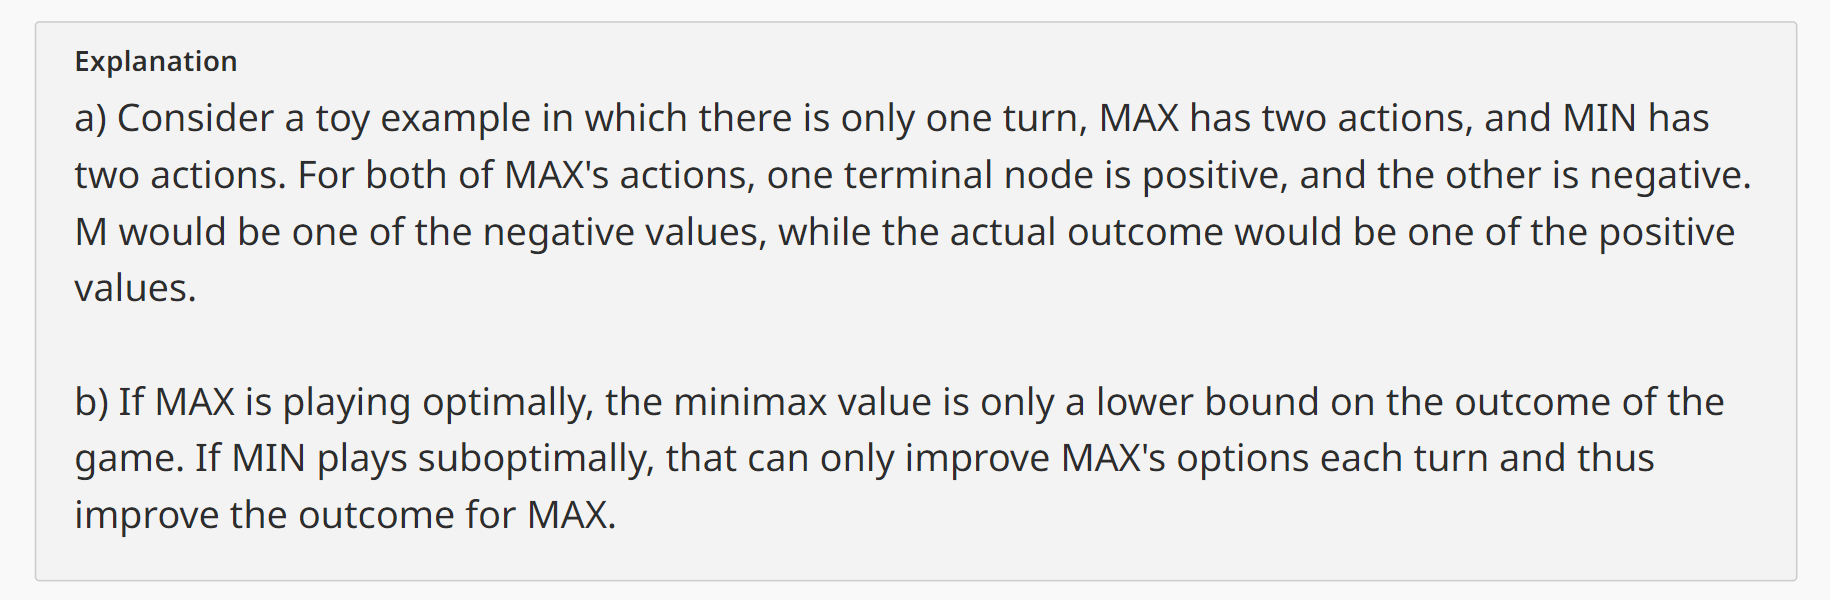 Explanation
a) Consider a toy example in which there is only one turn, MAX has two actions, and MIN has
two actions. For both of MAX's actions, one terminal node is positive, and the other is negative.
M would be one of the negative values, while the actual outcome would be one of the positive
values.
b) If MAX is playing optimally, the minimax value is only a lower bound on the outcome of the
game. If MIN plays suboptimally, that can only improve MAX's options each turn and thus
improve the outcome for MAX.